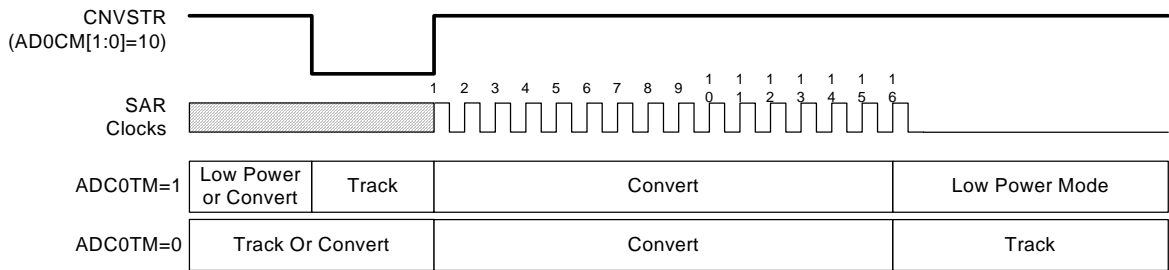 CNVSTR
(AD0CM[1:0]=10)
1 2 3 4 5 6 7 8 9 10 11 12 13 14 15 16
SAR
Clocks
ADC0TM=1 Low Power or Convert Track Convert Low Power Mode
ADC0TM=0 Track Or Convert Convert Track